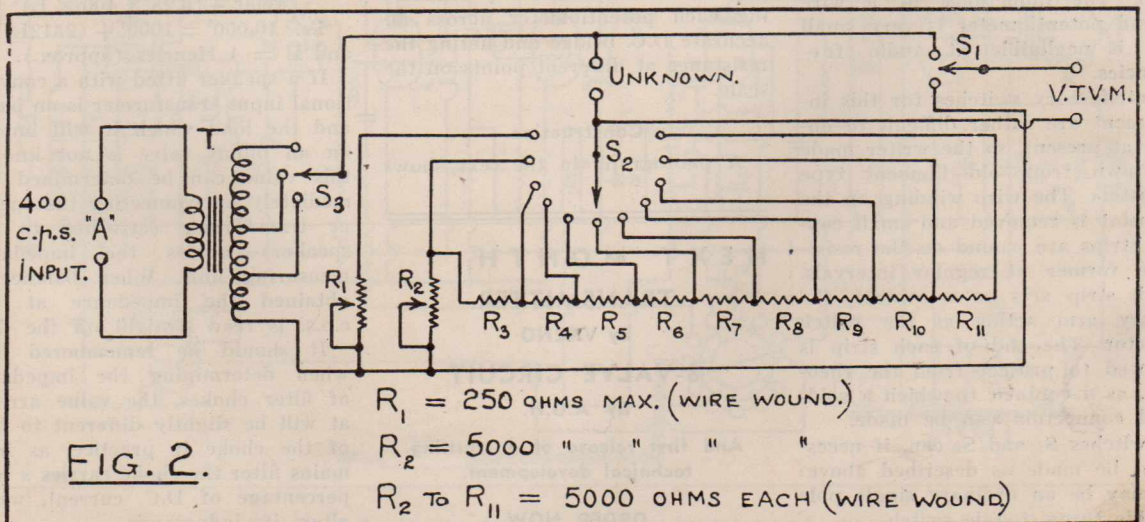 UNKNOWN.
S1
V.T.V.M.
T
S2
S3
400
"A"
C.P.S.
INPUT.
R1
R2
R3
R4
R5
R6
R7
R8
R9
R10
R11
R1 = 250 OHMS MAX. (WIRE WOUND.)
R2 = 5000 " " "
R2 TO R11 = 5000 OHMS EACH (WIRE WOUND)
FIG. 2.